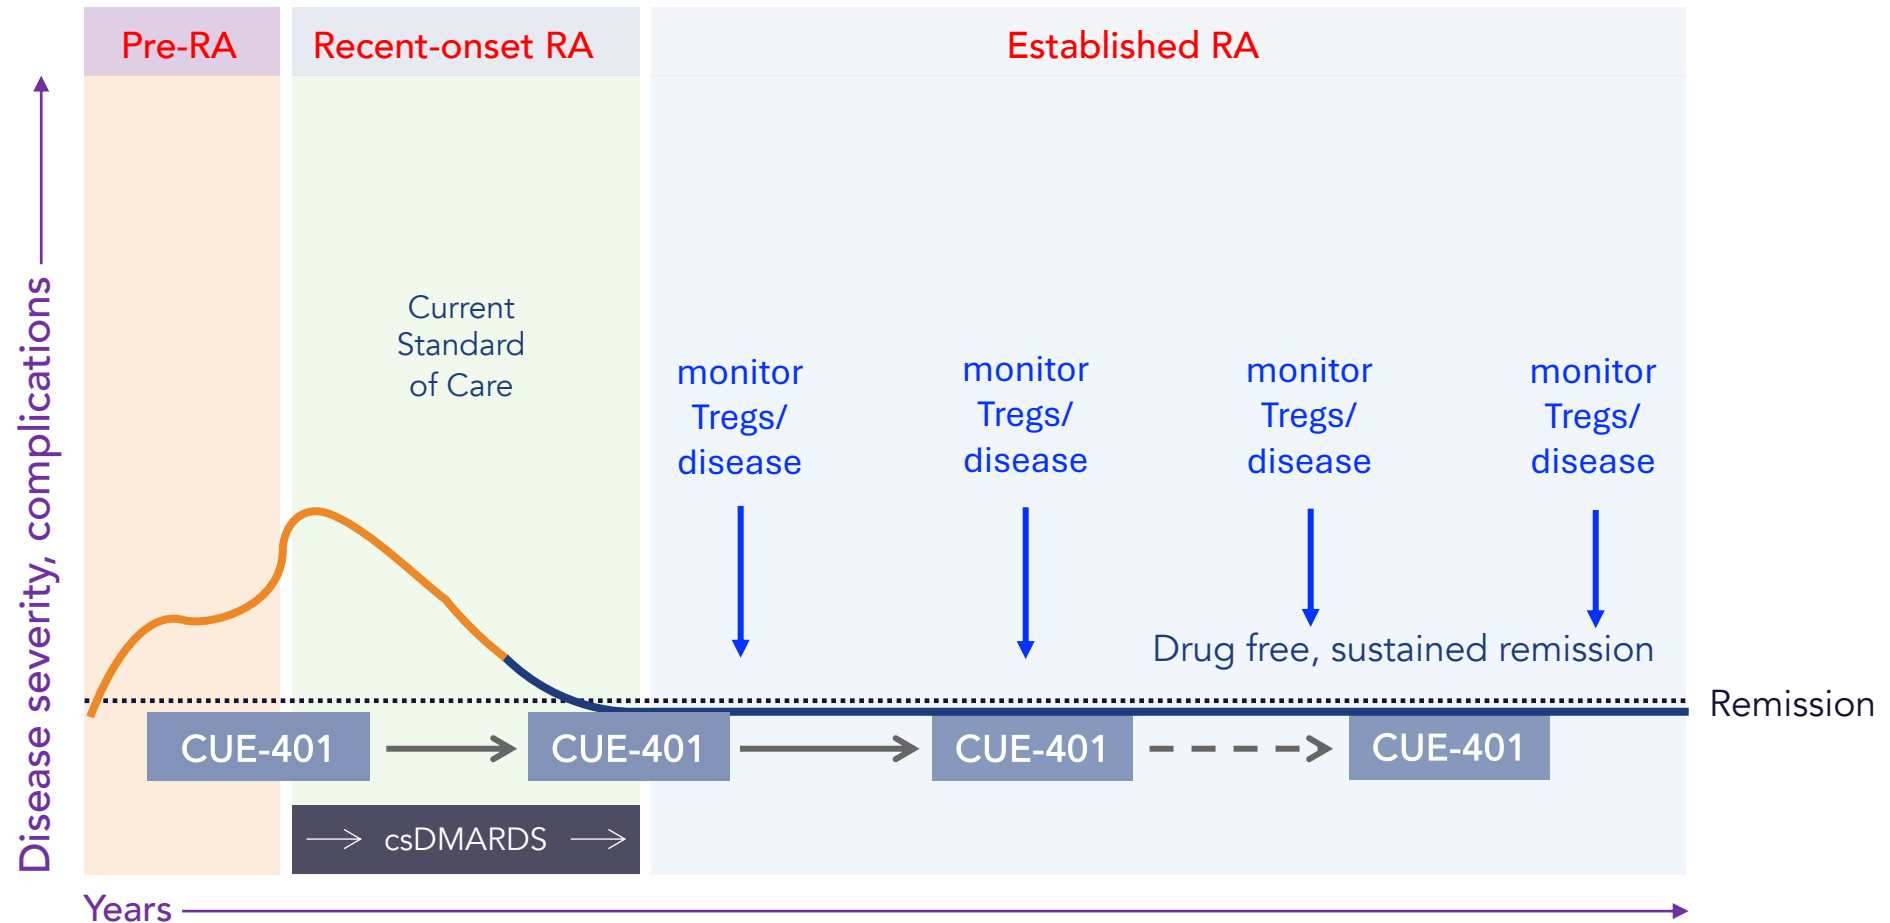 Pre-RA
Recent-onset RA
Established RA
Disease severity, complications
Current
Standard
of Care
monitor
Tregs/
disease
monitor
Tregs/
disease
monitor
Tregs/
disease
monitor
Tregs/
disease
Drug free, sustained remission
Remission
CUE-401
CUE-401
CUE-401
CUE-401
csDMARDS
Years